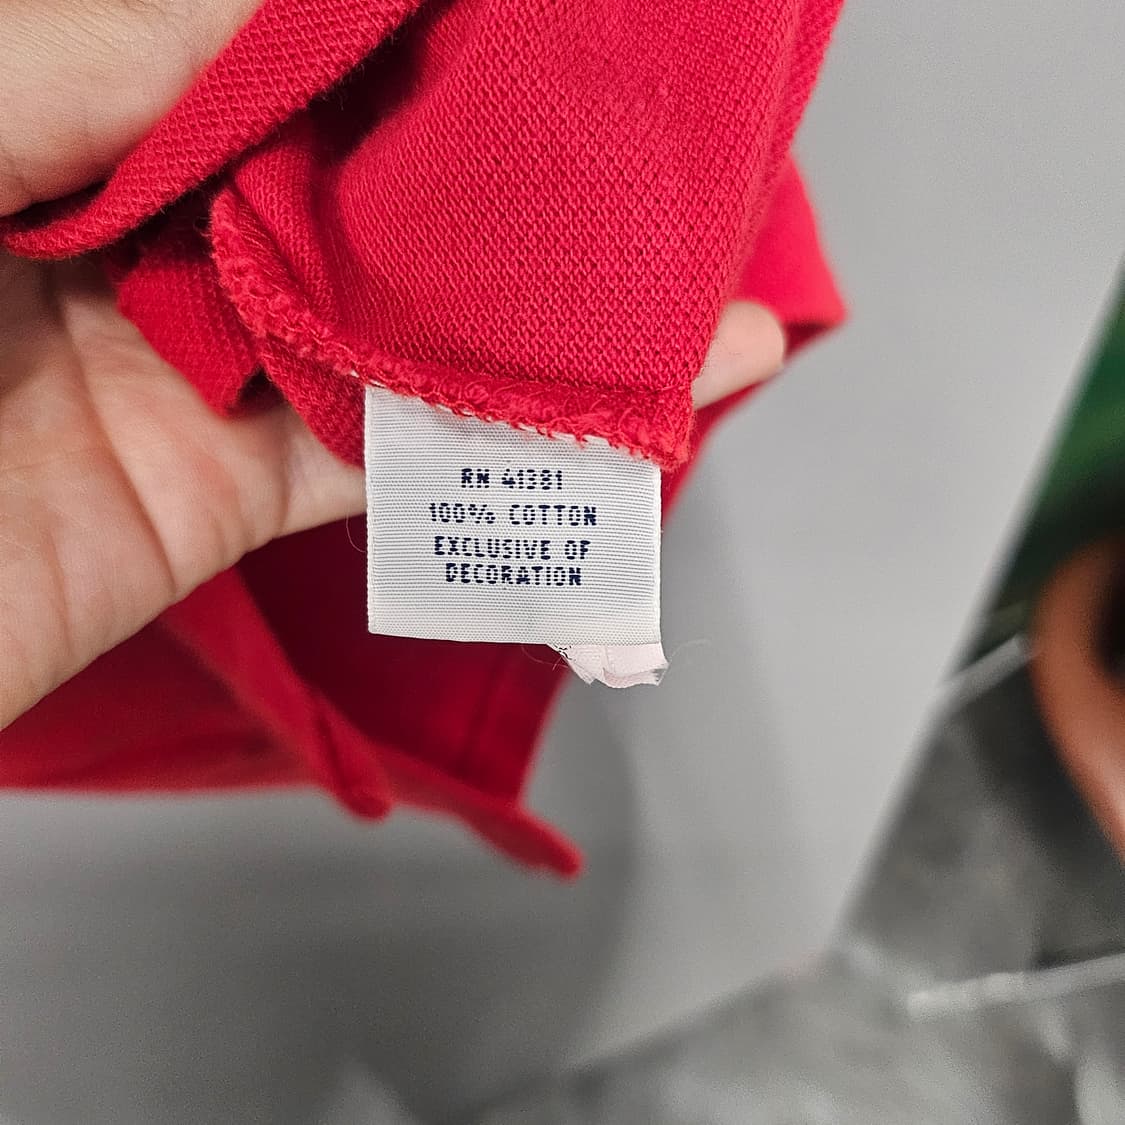 RN 41381
100% COTTON
EXCLUSIVE OF
DECORATION